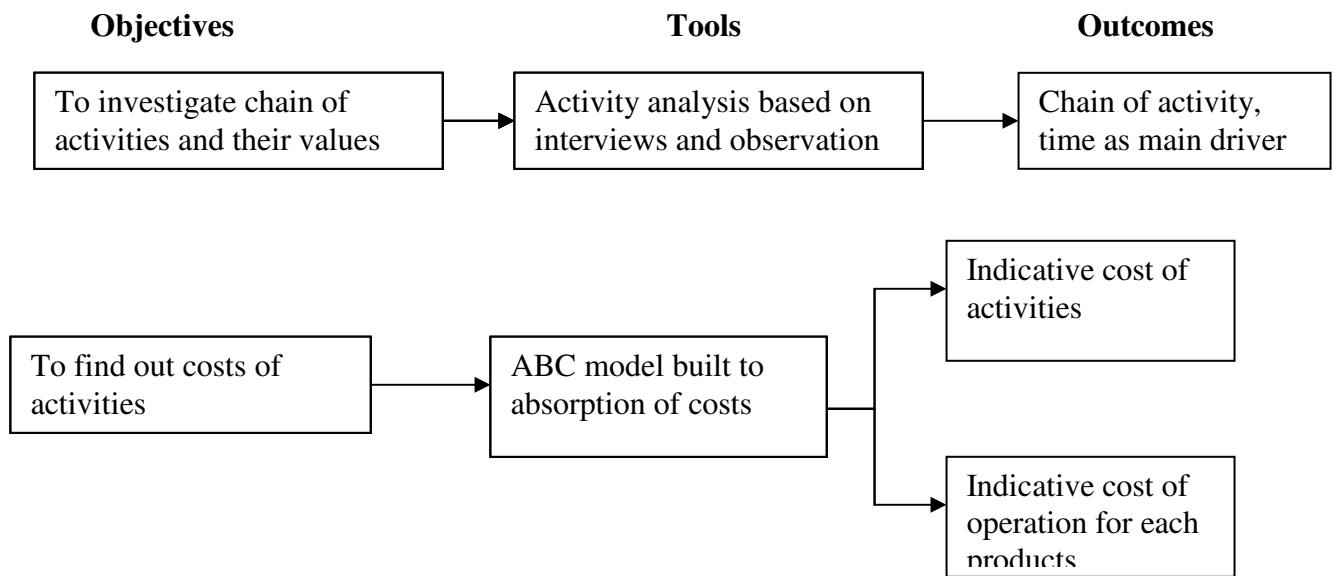 Objectives Tools Outcomes
To investigate chain of
activities and their values
Activity analysis based on
interviews and observation
Chain of activity,
time as main driver
To find out costs of
activities
ABC model built to
absorption of costs
Indicative cost of
activities
Indicative cost of
operation for each
products